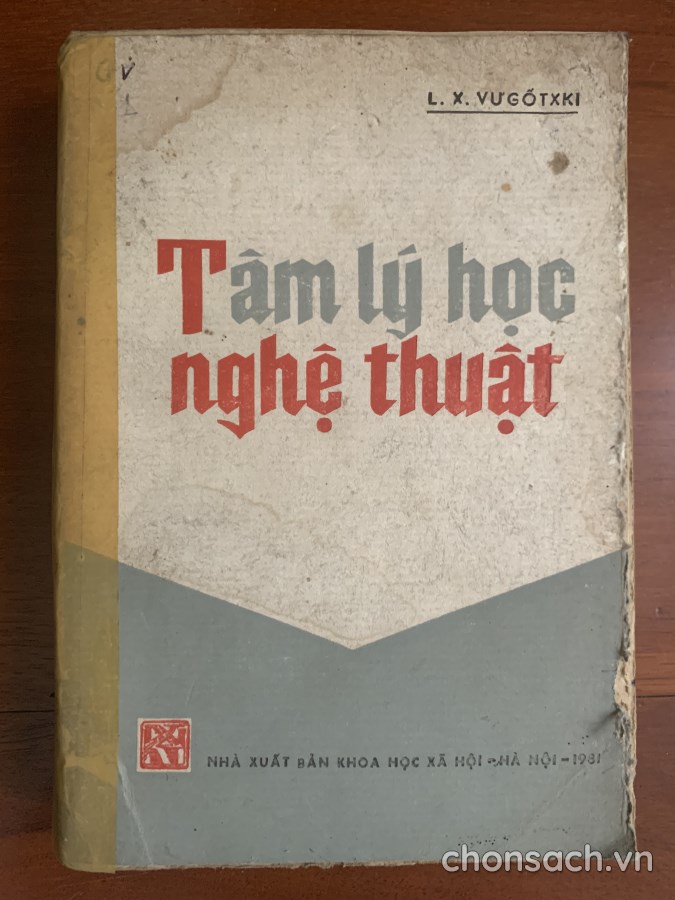 L. X. VƯGỐTXKI
Tâm lý học
nghệ thuật
NHÀ XUẤT BẢN KHOA HỌC XÃ HỘI - HÀ NỘI - 1981
chonsach.vn